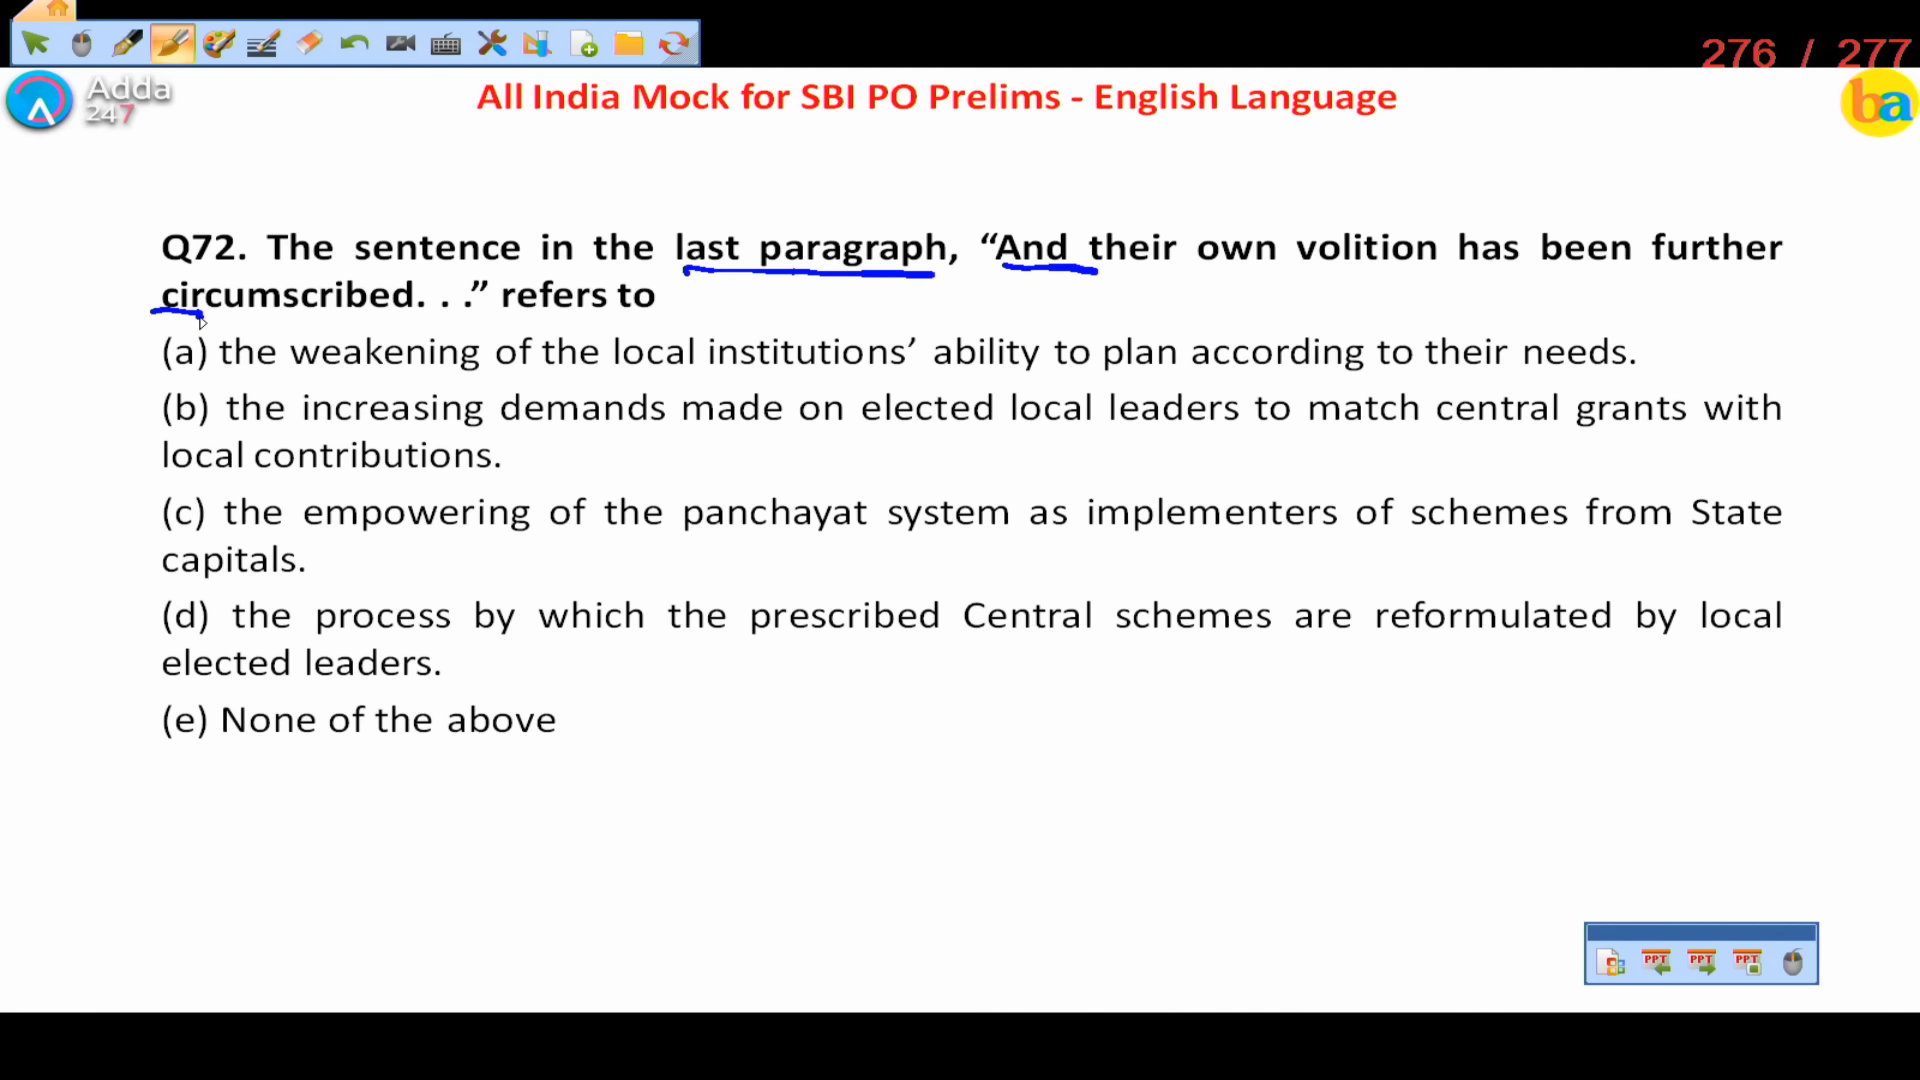 276 / 277
Adda
247
All India Mock for SBI PO Prelims - English Language
ba
Q72. The sentence in the last paragraph, “And their own volition has been further
circumscribed. . .” refers to
(a) the weakening of the local institutions’ ability to plan according to their needs.
(b) the increasing demands made on elected local leaders to match central grants with
local contributions.
(c) the empowering of the panchayat system as implementers of schemes from State
capitals.
(d) the process by which the prescribed Central schemes are reformulated by local
elected leaders.
(e) None of the above
PPT PPT PPT